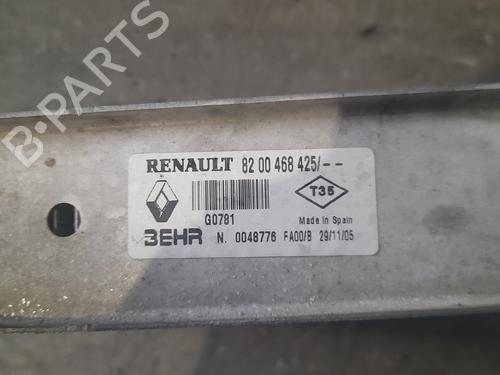 B-PARTS
RENAULT 82 00 468 425/--
G0781
T35
Made in Spain
BEHR N. 0048776 FA00/B 29/11/05